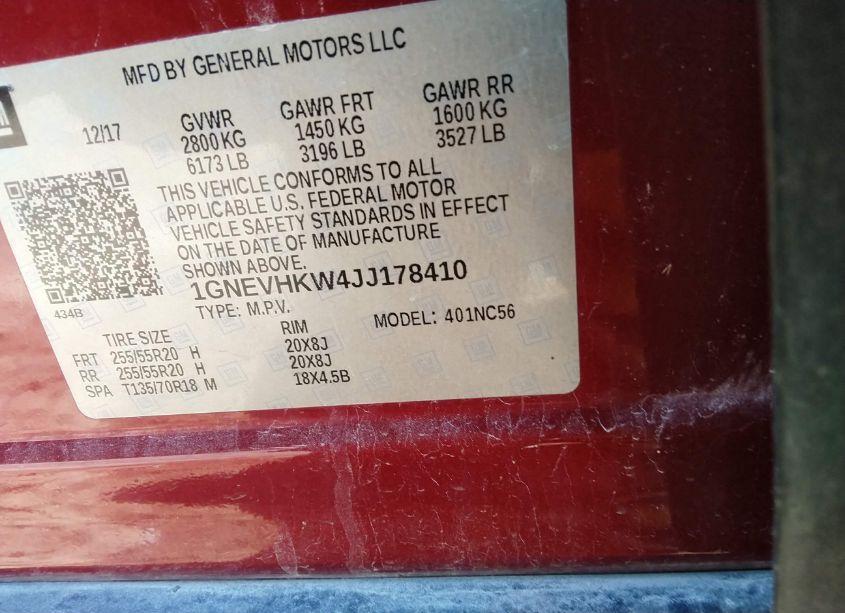 MFD BY GENERAL MOTORS LLC
12/17 GVWR GAWR FRT GAWR RR
2800 KG 1450 KG 1600 KG
6173 LB 3196 LB 3527 LB
THIS VEHICLE CONFORMS TO ALL
APPLICABLE U.S. FEDERAL MOTOR
VEHICLE SAFETY STANDARDS IN EFFECT
ON THE DATE OF MANUFACTURE
SHOWN ABOVE.
1GNEVHKW4JJ178410
434B
TYPE: M.P.V. MODEL: 401NC56
TIRE SIZE RIM
FRT 255/55R20 H 20X8J
RR 255/55R20 H 20X8J
SPA T135/70R18 M 18X4.5B